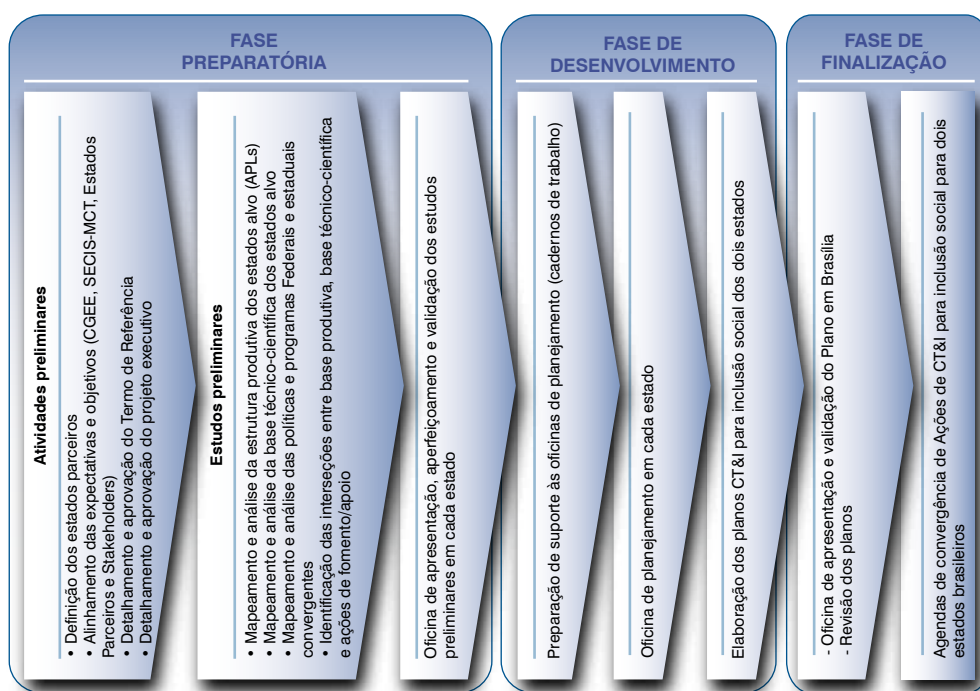 FASE
PREPARATÓRIA
Atividades preliminares
• Definição dos estados parceiros
• Alinhamento das expectativas e objetivos (CGEE, SECIS-MCT, Estados
Parceiros e Stakeholders)
• Detalhamento e aprovação do Termo de Referência
• Detalhamento e aprovação do projeto executivo
Estudos preliminares
• Mapeamento e análise da estrutura produtiva dos estados alvo (APLs)
• Mapeamento e análise da base técnico-científica dos estados alvo
• Mapeamento e análise das políticas e programas Federais e estaduais
convergentes
• Identificação das interseções entre base produtiva, base técnico-científica
e ações de fomento/apoio
Oficina de apresentação, aperfeiçoamento e validação dos estudos
preliminares em cada estado
FASE DE
DESENVOLVIMENTO
Preparação de suporte às oficinas de planejamento (cadernos de trabalho)
Oficina de planejamento em cada estado
Elaboração dos planos CT&I para inclusão social dos dois estados
FASE DE
FINALIZAÇÃO
- Oficina de apresentação e validação do Plano em Brasília
- Revisão dos planos
Agendas de convergência de Ações de CT&I para inclusão social para dois
estados brasileiros